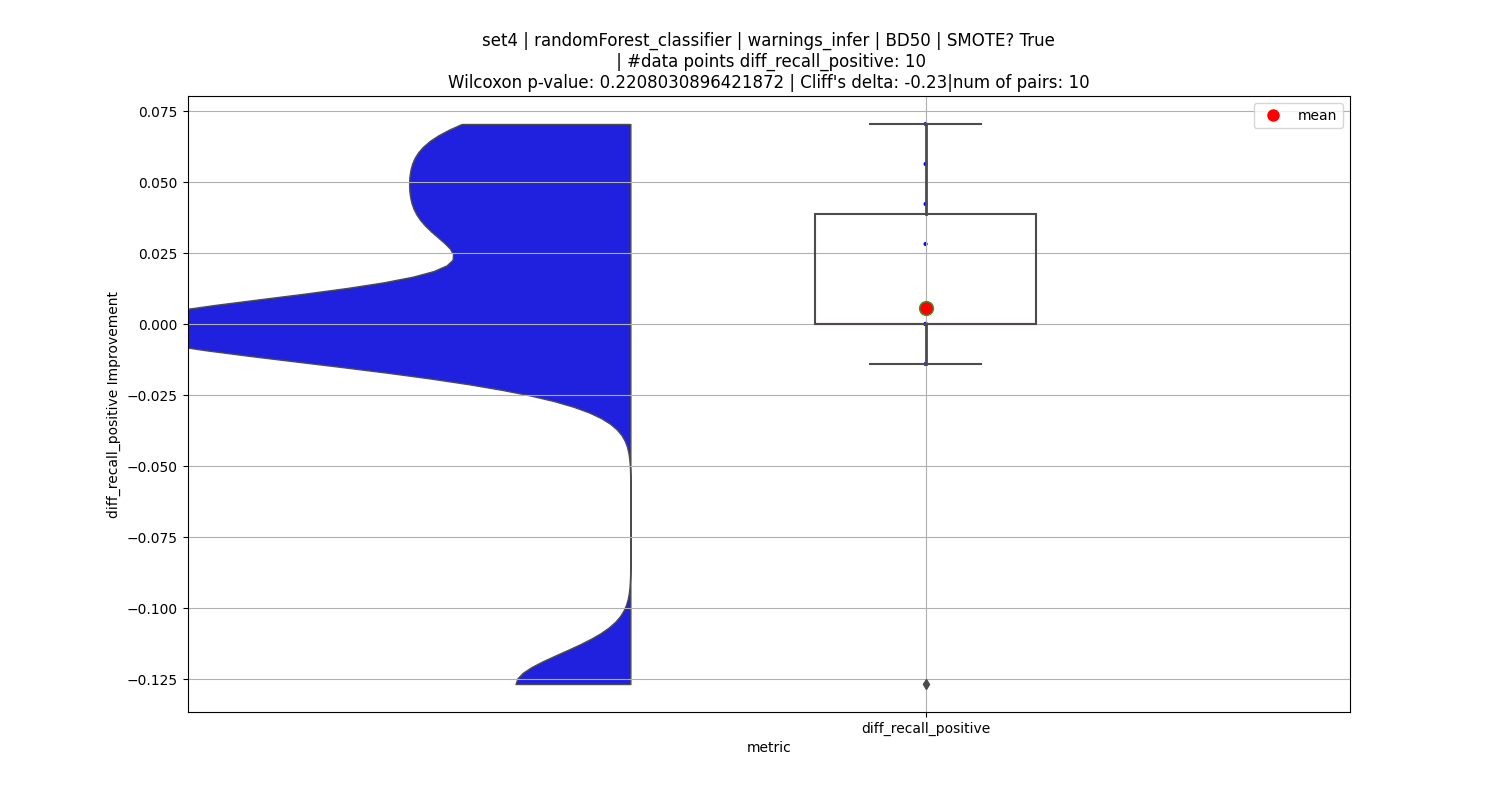 set4 | randomForest_classifier | warnings_infer | BD50 | SMOTE? True
| #data points diff_recall_positive: 10
Wilcoxon p-value: 0.2208030896421872 | Cliff's delta: -0.23|num of pairs: 10
mean
0.075
0.050
0.025
0.000
−0.025
−0.050
−0.075
−0.100
−0.125
diff_recall_positive Improvement
diff_recall_positive
metric